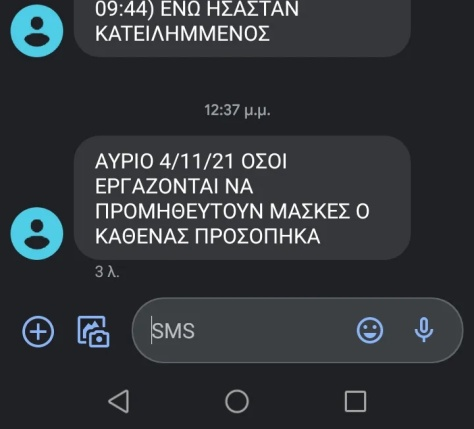 09:44) ΕΝΩ ΗΣΑΣΤΑΝ
ΚΑΤΕΙΛΗΜΜΕΝΟΣ
12:37 μ.μ.
ΑΥΡΙΟ 4/11/21 ΟΣΟΙ
ΕΡΓΑΖΟΝΤΑΙ ΝΑ
ΠΡΟΜΗΘΕΥΤΟΥΝ ΜΑΣΚΕΣ Ο
ΚΑΘΕΝΑΣ ΠΡΟΣΟΠΗΚΑ
3 λ.
SMS